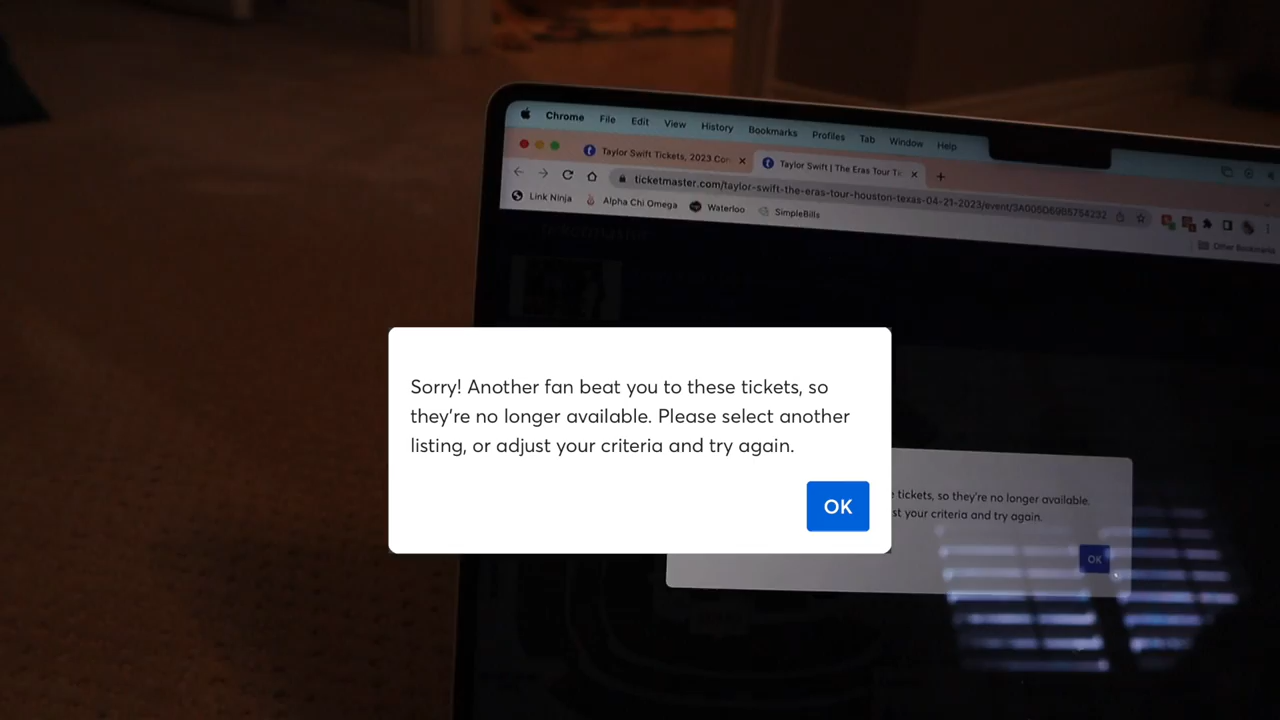 Chrome File Edit View History Bookmarks Profiles Tab Window Help
Taylor Swift Tickets, 2023 Con
Taylor Swift | The Eras Tour Ti
ticketmaster.com/taylor-swift-the-eras-tour-houston-texas-04-21-2023/event/
Link Ninja Alpha Chi Omega Waterloo SimpleBills
Other Bookmarks
Sorry! Another fan beat you to these tickets, so
they're no longer available. Please select another
listing, or adjust your criteria and try again.
OK
tickets, so they're no longer available.
st your criteria and try again.
OK